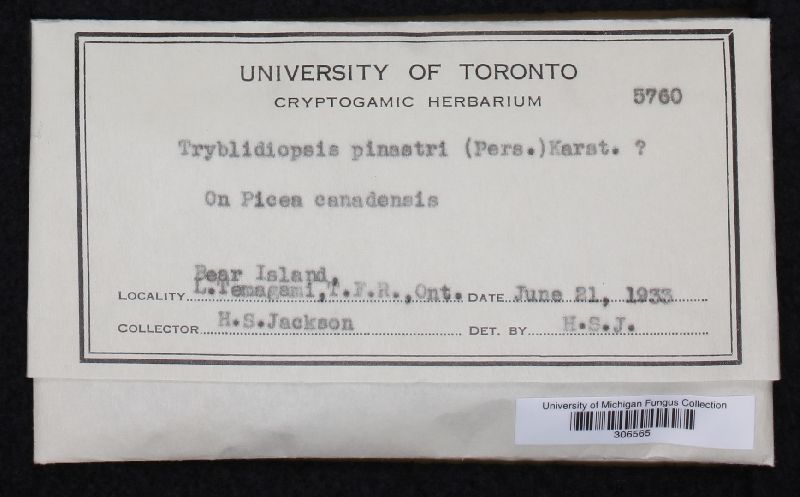 UNIVERSITY OF TORONTO
CRYPTOGAMIC HERBARIUM 5760
Tryblidiopsis pinastri (Pers.)Karst. ?
On Picea canadensis
Bear Island,
LOCALITY L.Temagami,T.F.R.,Ont. DATE June 21, 1933
COLLECTOR H.S.Jackson DET. BY H.S.J.
University of Michigan Fungus Collection
306565